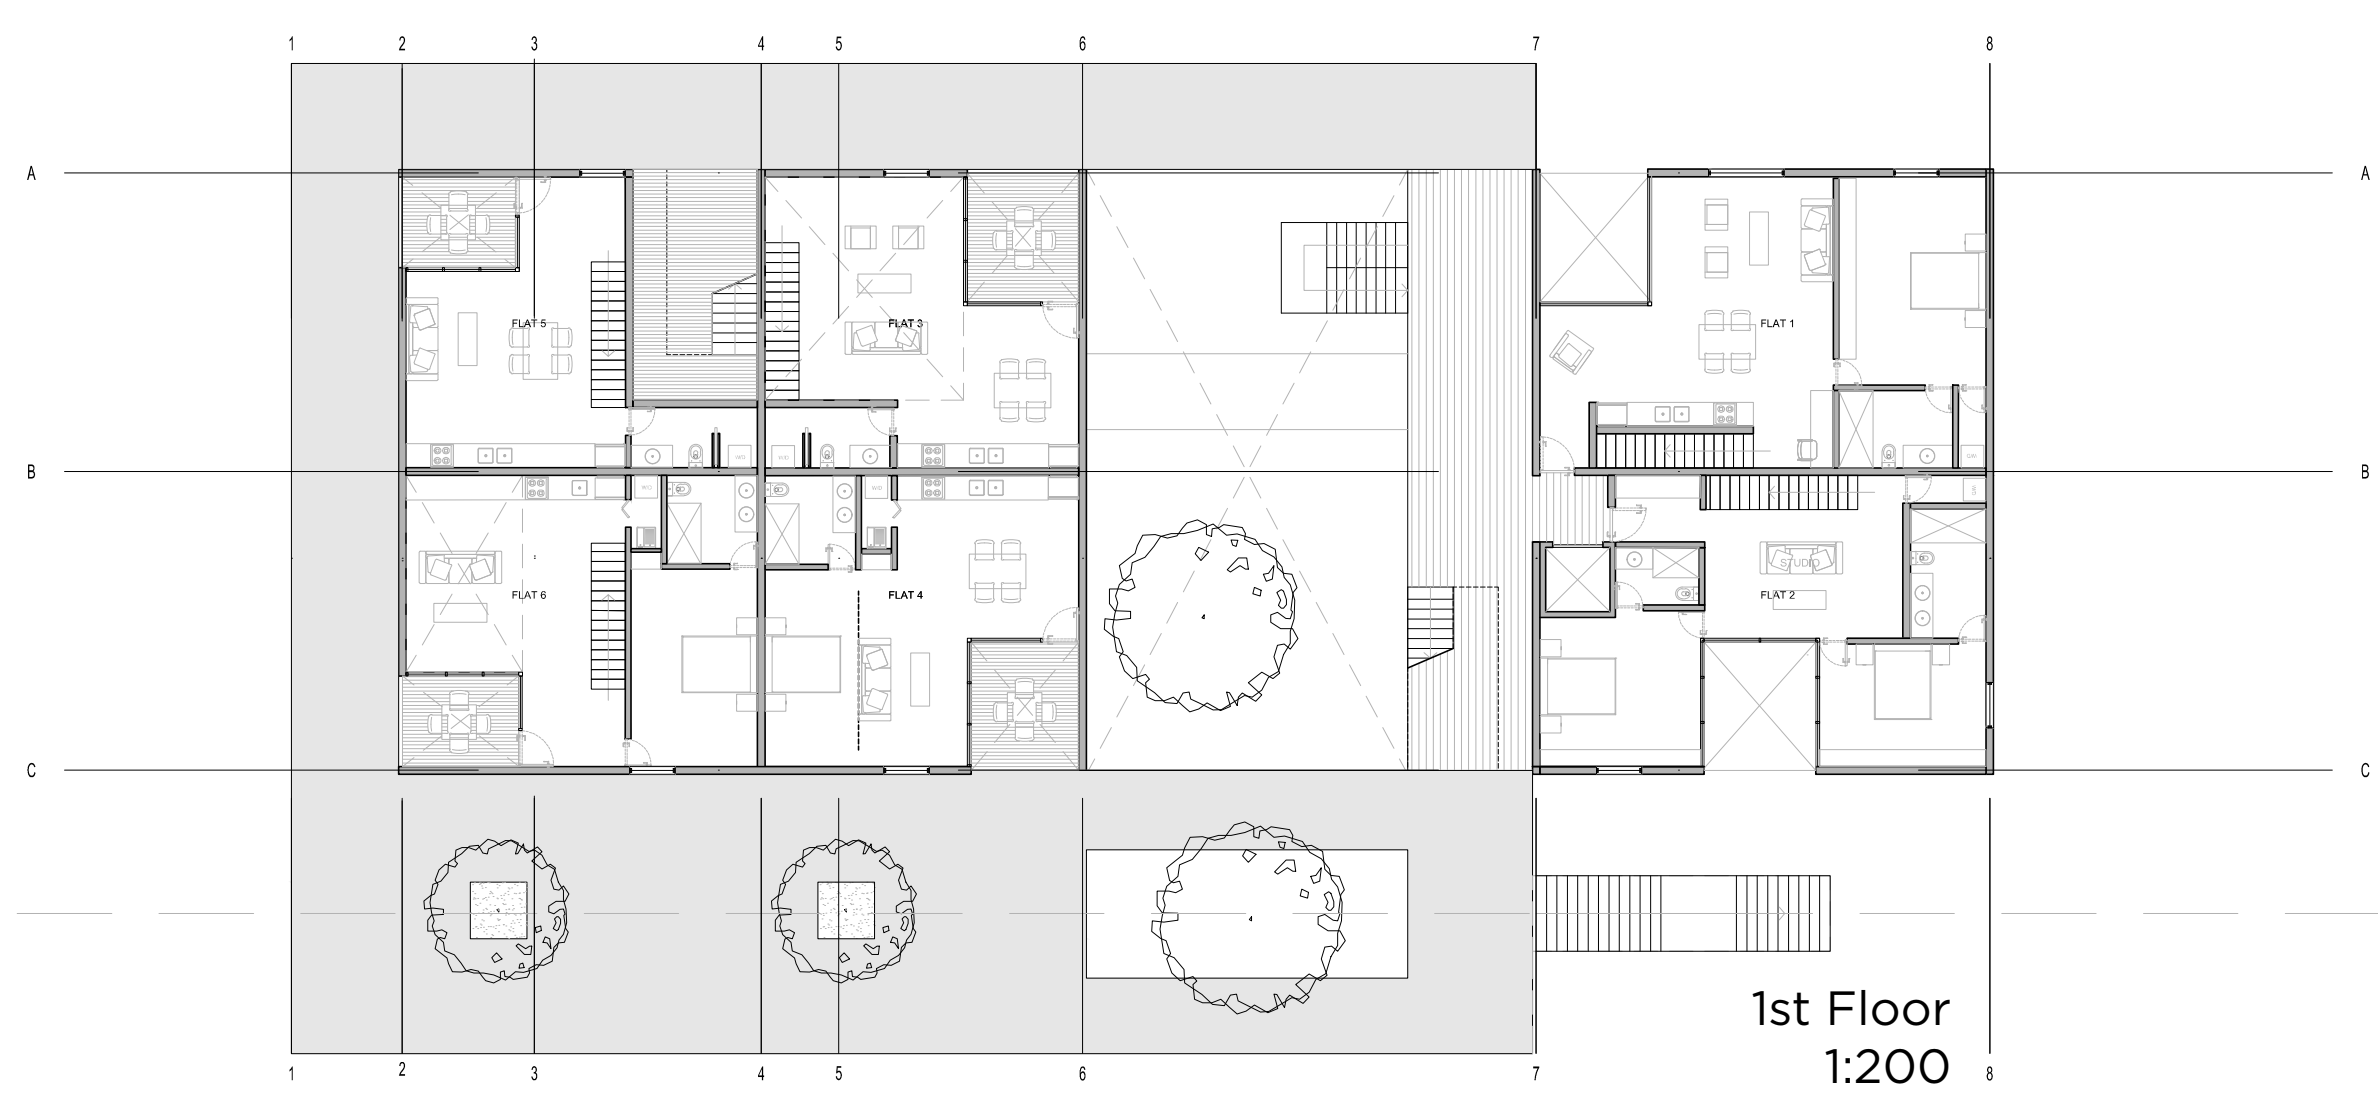 1 2 3 4 5 6 7 8
A A
FLAT 5 FLAT 3 FLAT 1
B B
W/D W/D W/D
W/D W/D W/D
STUDIO
FLAT 6 FLAT 4 FLAT 2
C C
1st Floor
1:200
1 2 3 4 5 6 7 8